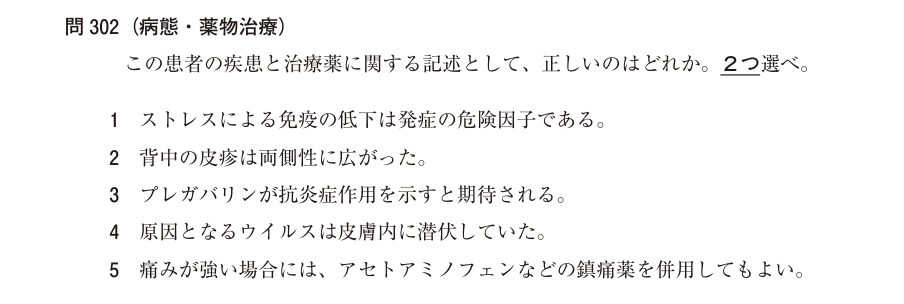 問 302（病態・薬物治療）
この患者の疾患と治療薬に関する記述として、正しいのはどれか。２つ選べ。
1　ストレスによる免疫の低下は発症の危険因子である。
2　背中の皮疹は両側性に広がった。
3　プレガバリンが抗炎症作用を示すと期待される。
4　原因となるウイルスは皮膚内に潜伏していた。
5　痛みが強い場合には、アセトアミノフェンなどの鎮痛薬を併用してもよい。